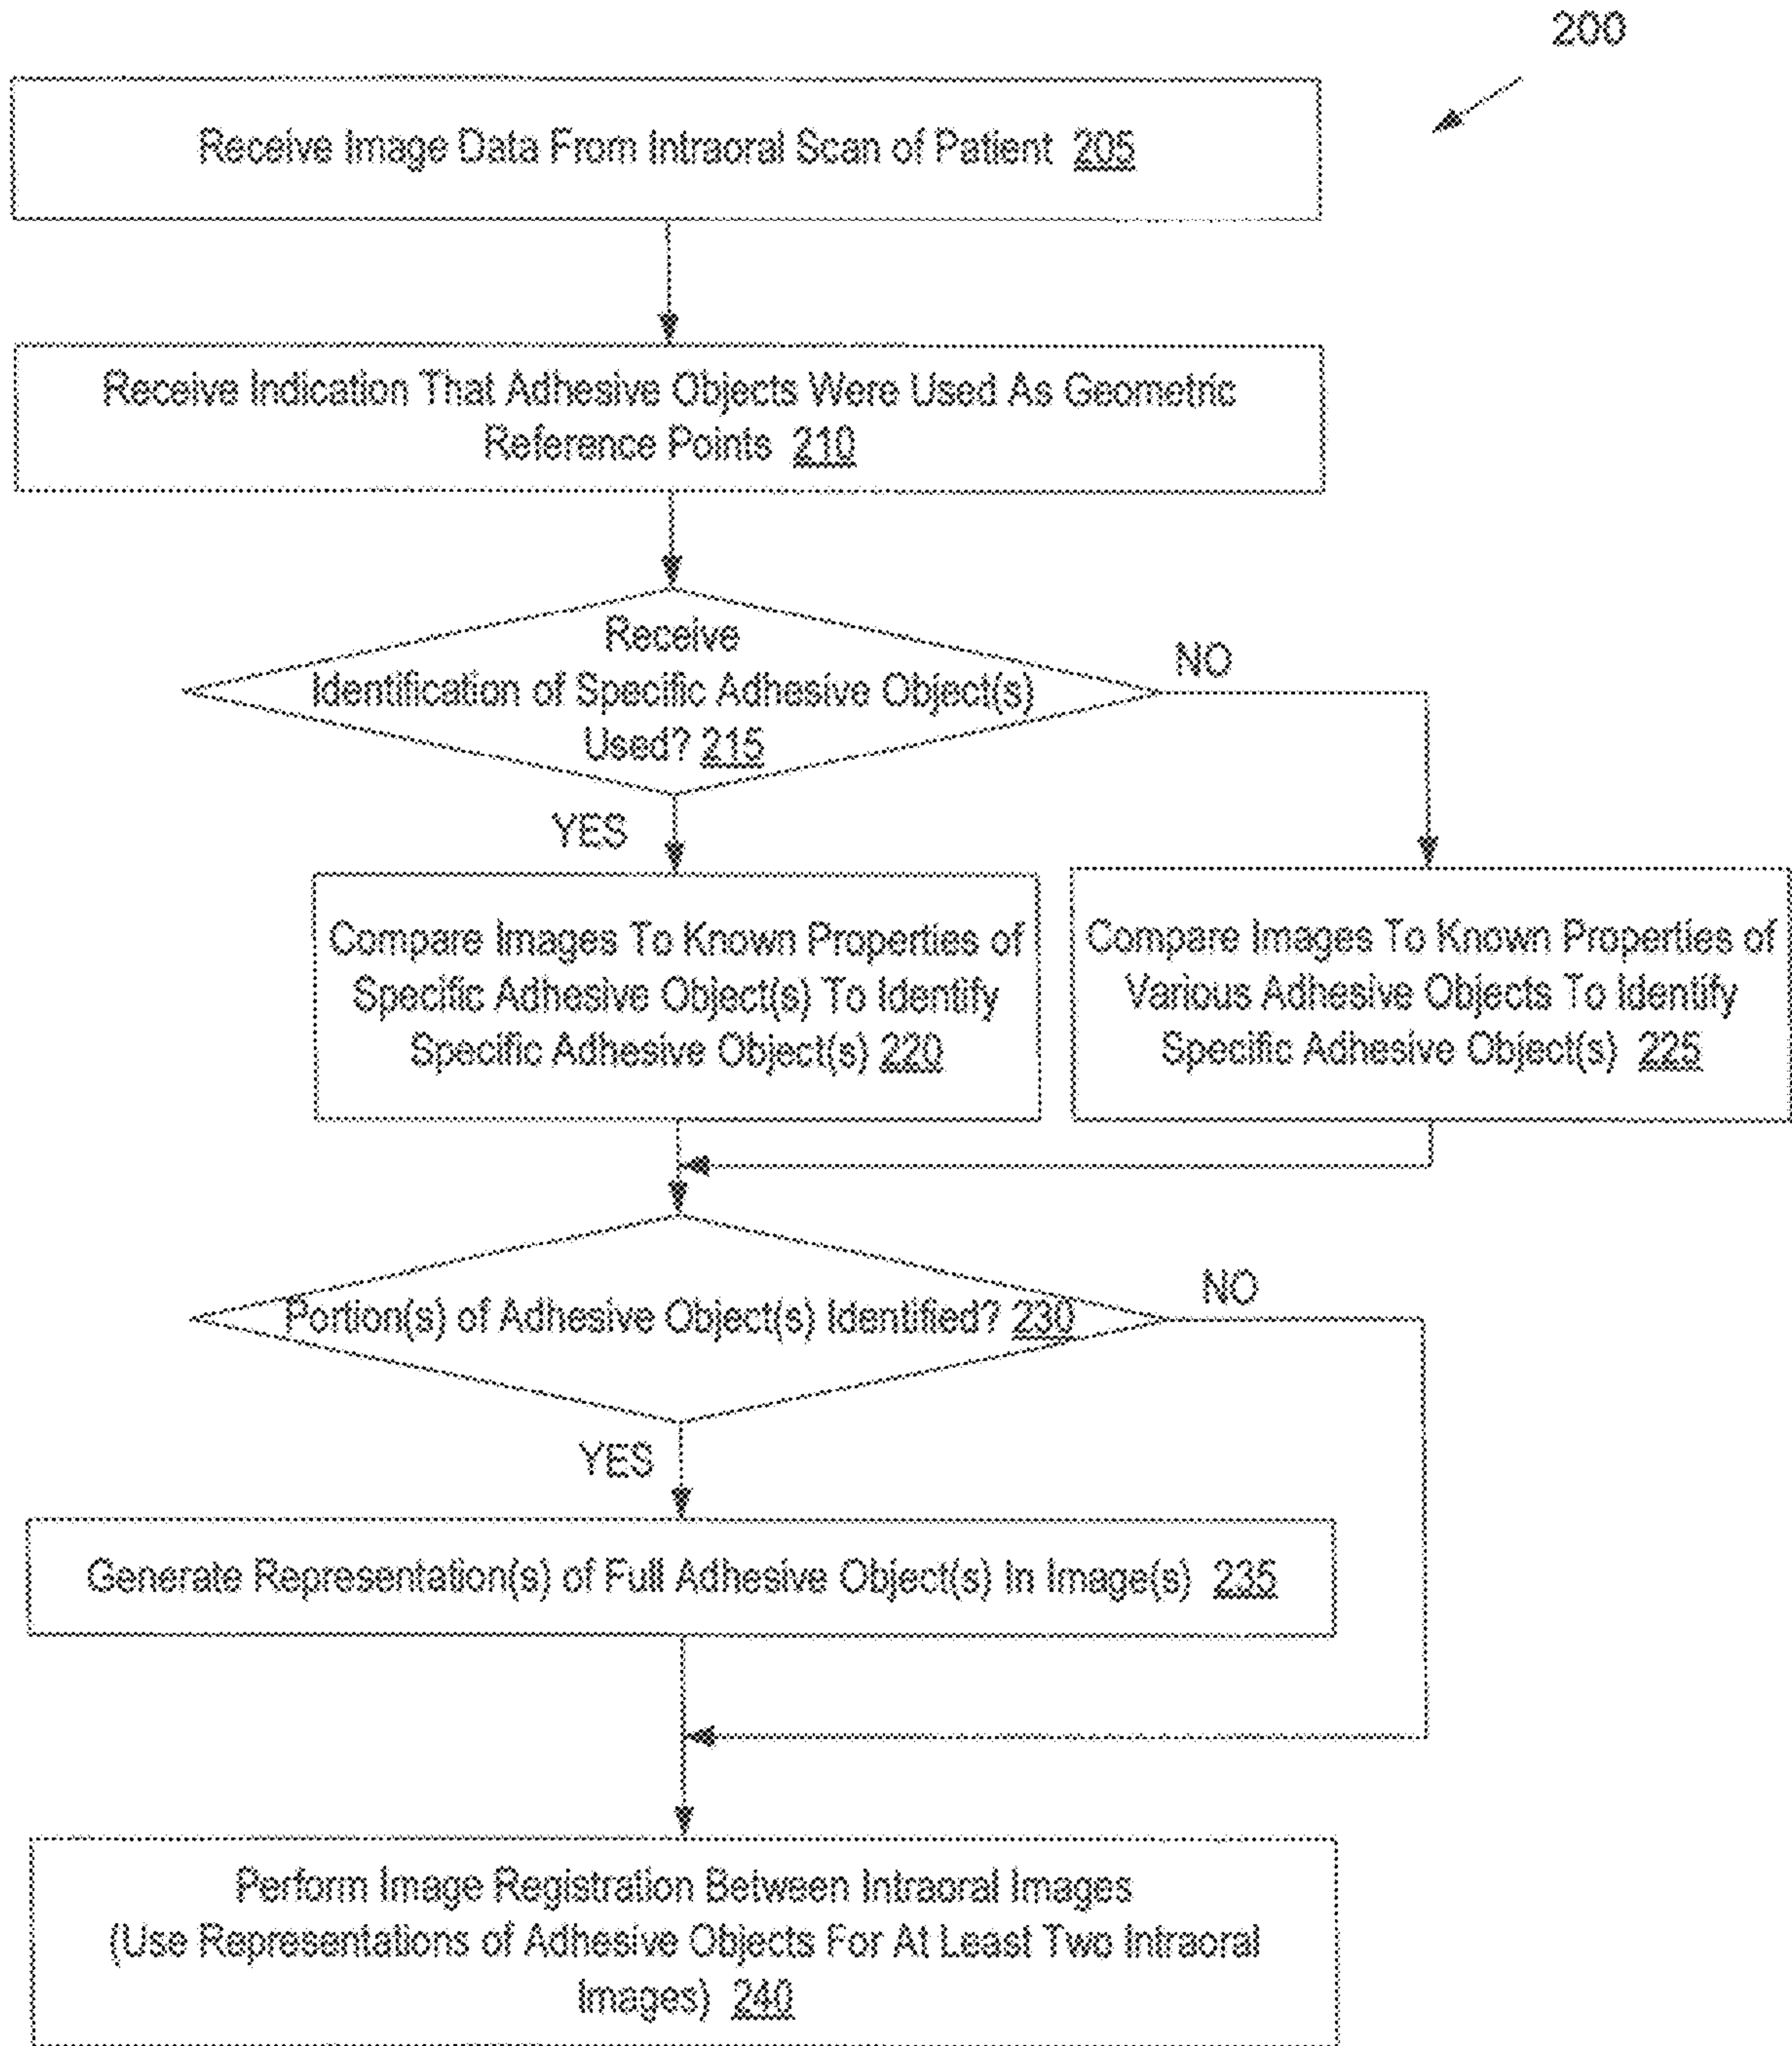 200
Receive Image Data From Intraoral Scan of Patient 205
Receive Indication That Adhesive Objects Were Used As Geometric
Reference Points 210
Receive
Identification of Specific Adhesive Object(s)
Used? 215
NO
YES
Compare Images To Known Properties of
Specific Adhesive Object(s) To Identify
Specific Adhesive Object(s) 220
Compare Images To Known Properties of
Various Adhesive Objects To Identify
Specific Adhesive Object(s) 225
Portion(s) of Adhesive Object(s) Identified? 230
NO
YES
Generate Representation(s) of Full Adhesive Object(s) In Image(s) 235
Perform Image Registration Between Intraoral Images
(Use Representations of Adhesive Objects For At Least Two Intraoral
Images) 240